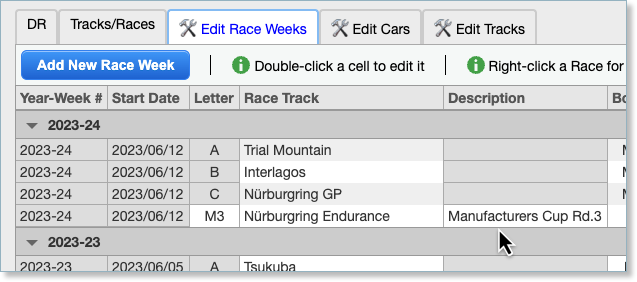 DR Tracks/Races Edit Race Weeks Edit Cars Edit Tracks
Add New Race Week Double-click a cell to edit it Right-click a Race for
Year-Week # Start Date Letter Race Track Description
2023-24
2023-24 2023/06/12 A Trial Mountain
2023-24 2023/06/12 B Interlagos
2023-24 2023/06/12 C Nürburgring GP
2023-24 2023/06/12 M3 Nürburgring Endurance Manufacturers Cup Rd.3
2023-23
2023-23 2023/06/05 A Tsukuba